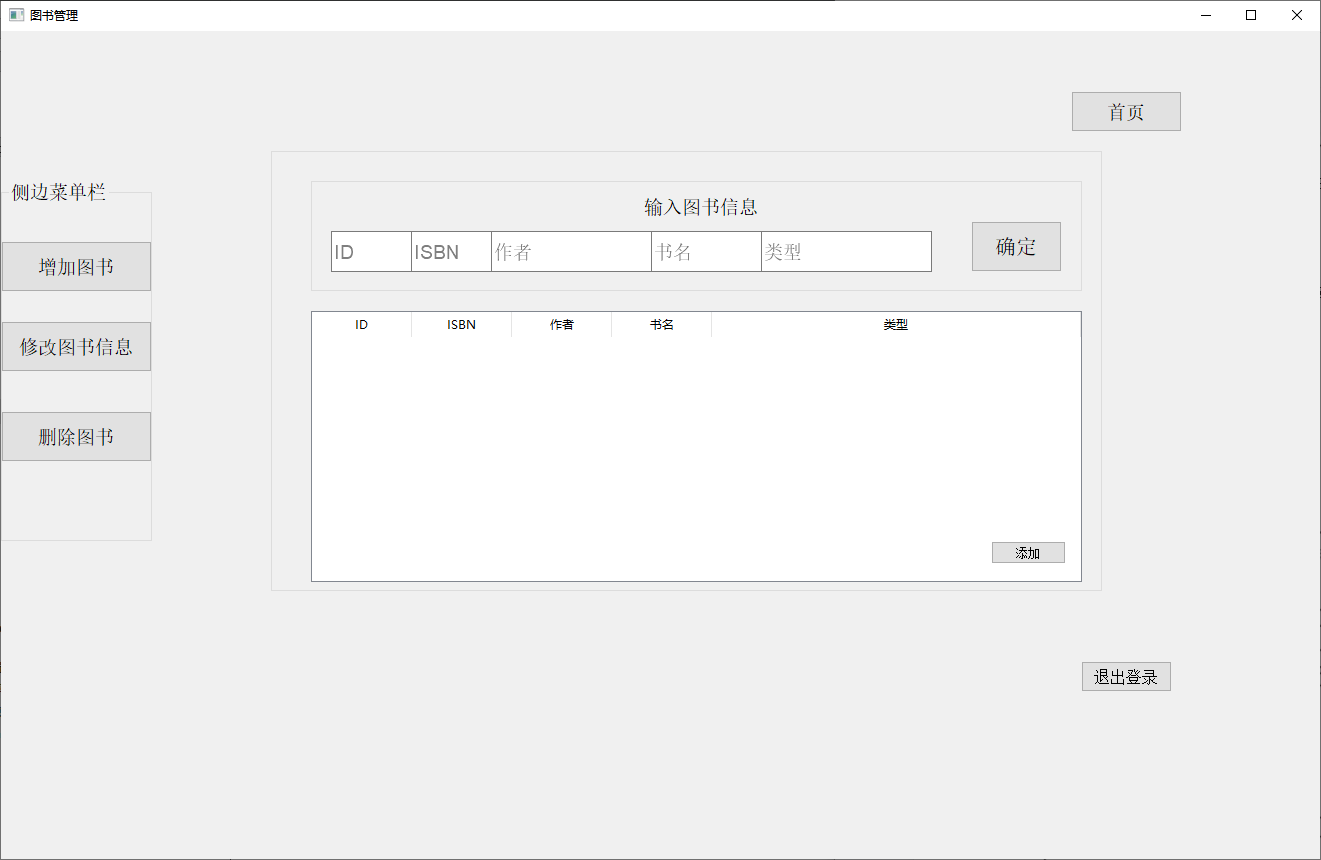 图书管理
首页
侧边菜单栏
增加图书
修改图书信息
删除图书
输入图书信息
ID ISBN 作者 书名 类型
确定
ID ISBN 作者 书名 类型
添加
退出登录